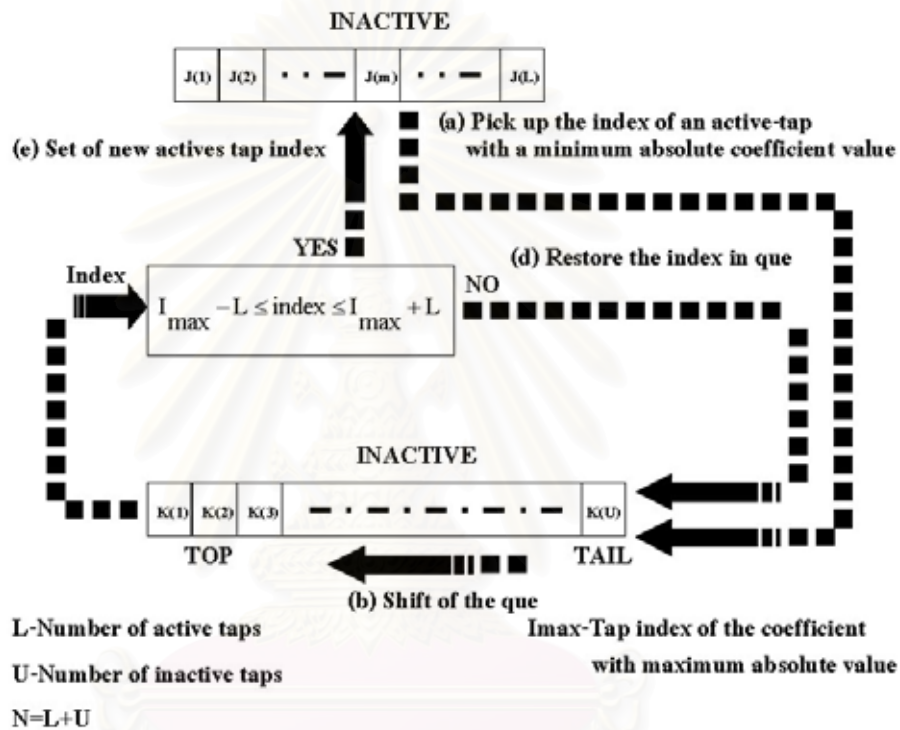 INACTIVE
J(1) J(2) J(m) J(L)
(a) Pick up the index of an active-tap
with a minimum absolute coefficient value
(e) Set of new actives tap index
YES
(d) Restore the index in que
Index
NO
I max − L ≤ index ≤ I max + L
INACTIVE
K(1) K(2) K(3) K(U)
TOP
TAIL
(b) Shift of the que
L-Number of active taps
Imax-Tap index of the coefficient
with maximum absolute value
U-Number of inactive taps
N=L+U